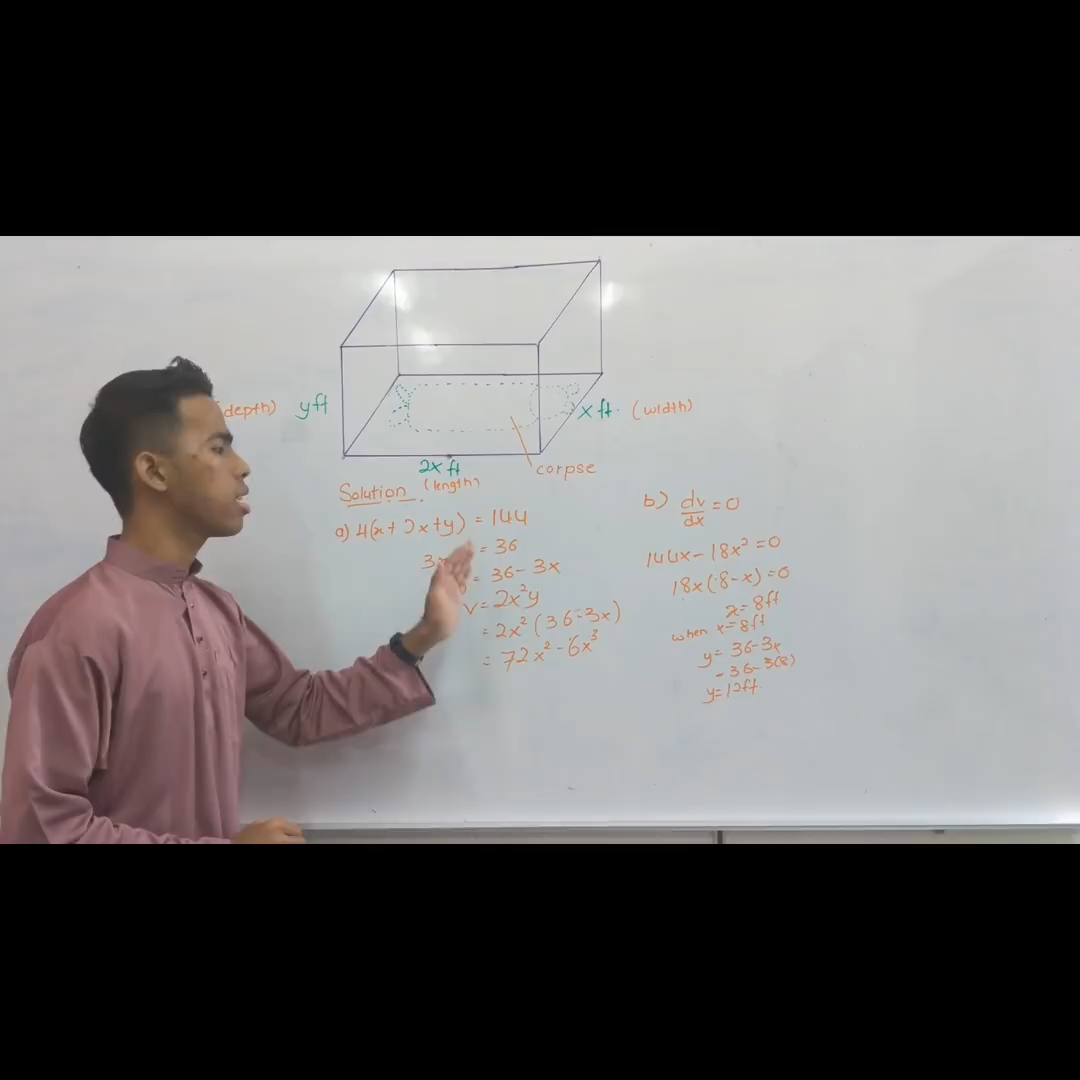 depth) y ft
x ft. (width)
2x ft
(length)
corpse
Solution
a) 4(x + 2x + y) = 144
3x = 36
= 36 - 3x
V = 2x²y
= 2x² (36 - 3x)
= 72x² - 6x³
b) dv/dx = 0
144x - 18x² = 0
18x (8 - x) = 0
x = 8ft
when x = 8ft
y = 36 - 3x
- 36 - 3(8)
y = 12ft.